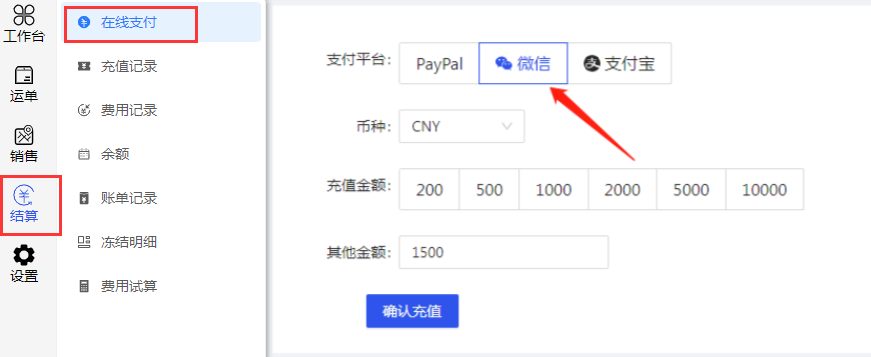 工作台
运单
销售
结算
设置
在线支付
充值记录
费用记录
余额
账单记录
冻结明细
费用试算
支付平台: PayPal 微信 支付宝
币种: CNY
充值金额: 200 500 1000 2000 5000 10000
其他金额: 1500
确认充值